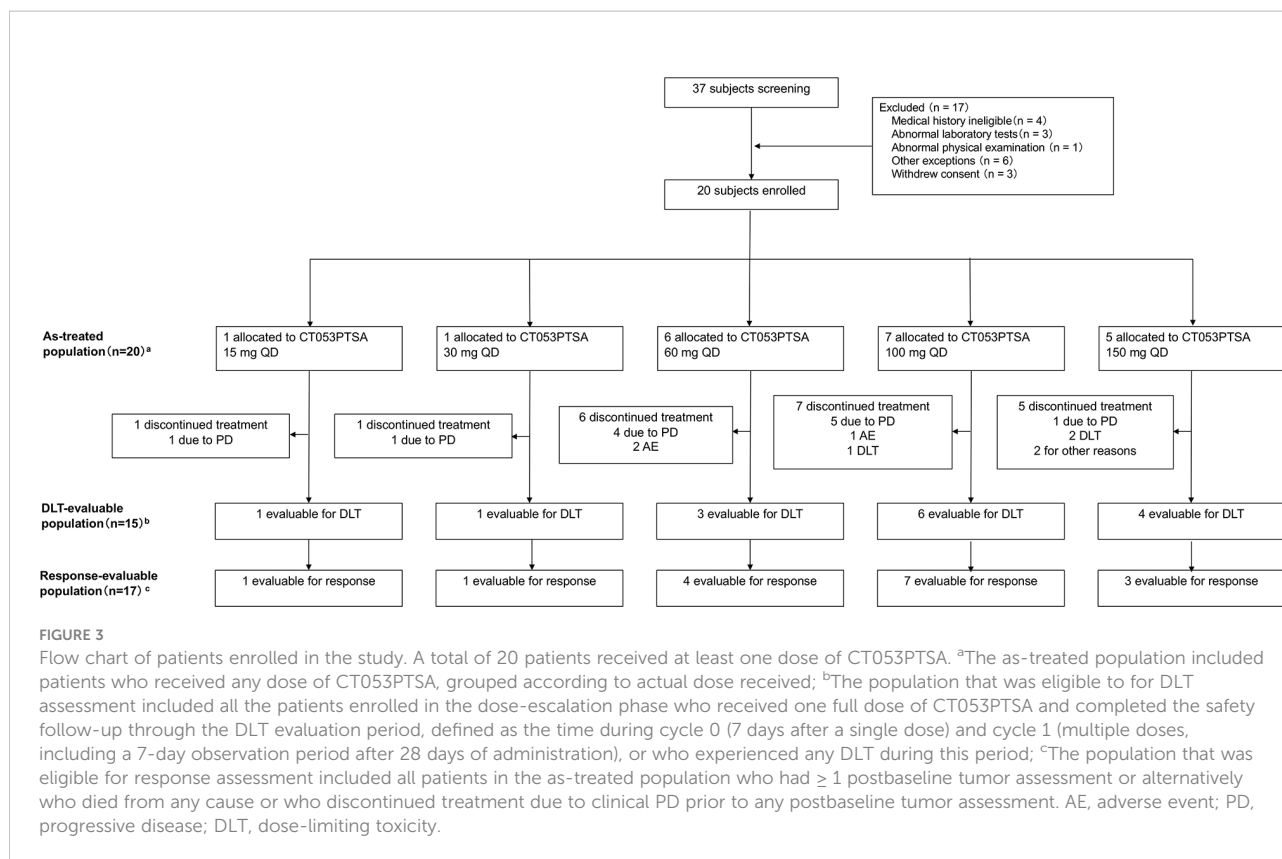 37 subjects screening
Excluded (n = 17)
Medical history ineligible(n = 4)
Abnormal laboratory tests(n = 3)
Abnormal physical examination (n = 1)
Other exceptions (n = 6)
Withdrew consent (n = 3)
20 subjects enrolled
As-treated
population(n=20)a
1 allocated to CT053PTSA
15 mg QD
1 allocated to CT053PTSA
30 mg QD
6 allocated to CT053PTSA
60 mg QD
7 allocated to CT053PTSA
100 mg QD
5 allocated to CT053PTSA
150 mg QD
1 discontinued treatment
1 due to PD
1 discontinued treatment
1 due to PD
6 discontinued treatment
4 due to PD
2 AE
7 discontinued treatment
5 due to PD
1 AE
1 DLT
5 discontinued treatment
1 due to PD
2 DLT
2 for other reasons
DLT-evaluable
population(n=15)b
1 evaluable for DLT
1 evaluable for DLT
3 evaluable for DLT
6 evaluable for DLT
4 evaluable for DLT
Response-evaluable
population(n=17) c
1 evaluable for response
1 evaluable for response
4 evaluable for response
7 evaluable for response
3 evaluable for response
FIGURE 3
Flow chart of patients enrolled in the study. A total of 20 patients received at least one dose of CT053PTSA. aThe as-treated population included
patients who received any dose of CT053PTSA, grouped according to actual dose received; bThe population that was eligible to for DLT
assessment included all the patients enrolled in the dose-escalation phase who received one full dose of CT053PTSA and completed the safety
follow-up through the DLT evaluation period, defined as the time during cycle 0 (7 days after a single dose) and cycle 1 (multiple doses,
including a 7-day observation period after 28 days of administration), or who experienced any DLT during this period; cThe population that was
eligible for response assessment included all patients in the as-treated population who had ≥ 1 postbaseline tumor assessment or alternatively
who died from any cause or who discontinued treatment due to clinical PD prior to any postbaseline tumor assessment. AE, adverse event; PD,
progressive disease; DLT, dose-limiting toxicity.